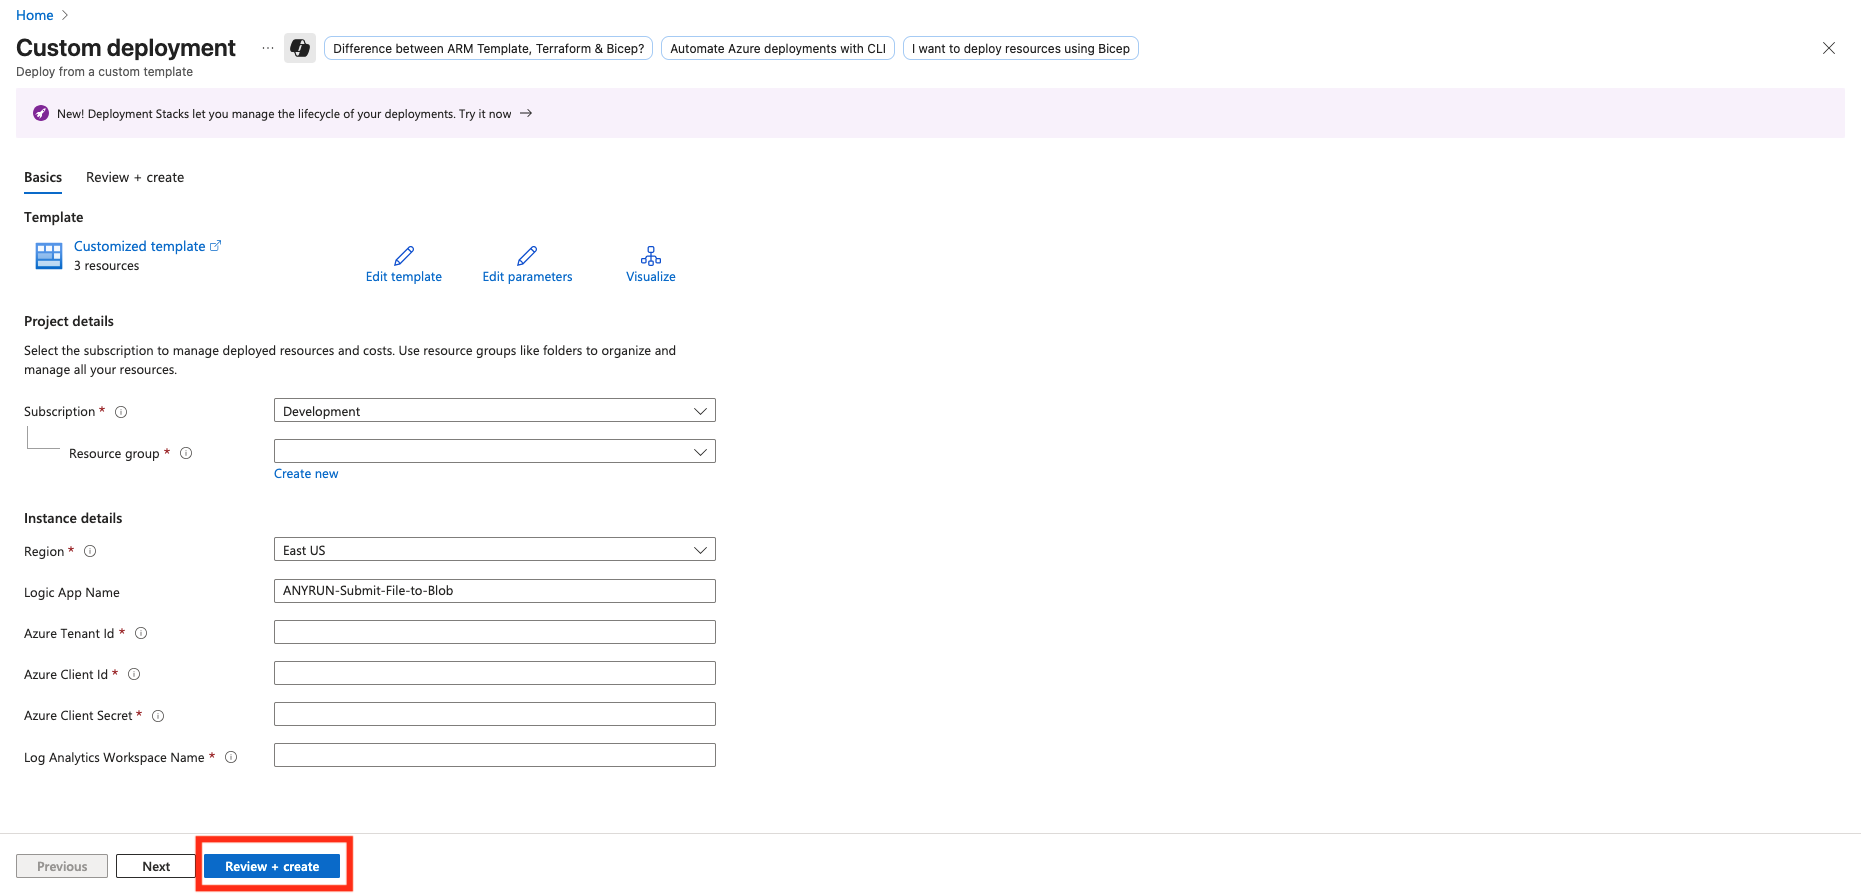 Home
Custom deployment ... Difference between ARM Template, Terraform & Bicep? Automate Azure deployments with CLI I want to deploy resources using Bicep
Deploy from a custom template
New! Deployment Stacks let you manage the lifecycle of your deployments. Try it now →
Basics Review + create
Template
Customized template
3 resources
Edit template Edit parameters Visualize
Project details
Select the subscription to manage deployed resources and costs. Use resource groups like folders to organize and
manage all your resources.
Subscription * Development
Resource group *
Create new
Instance details
Region * East US
Logic App Name ANYRUN-Submit-File-to-Blob
Azure Tenant Id *
Azure Client Id *
Azure Client Secret *
Log Analytics Workspace Name *
Previous Next Review + create